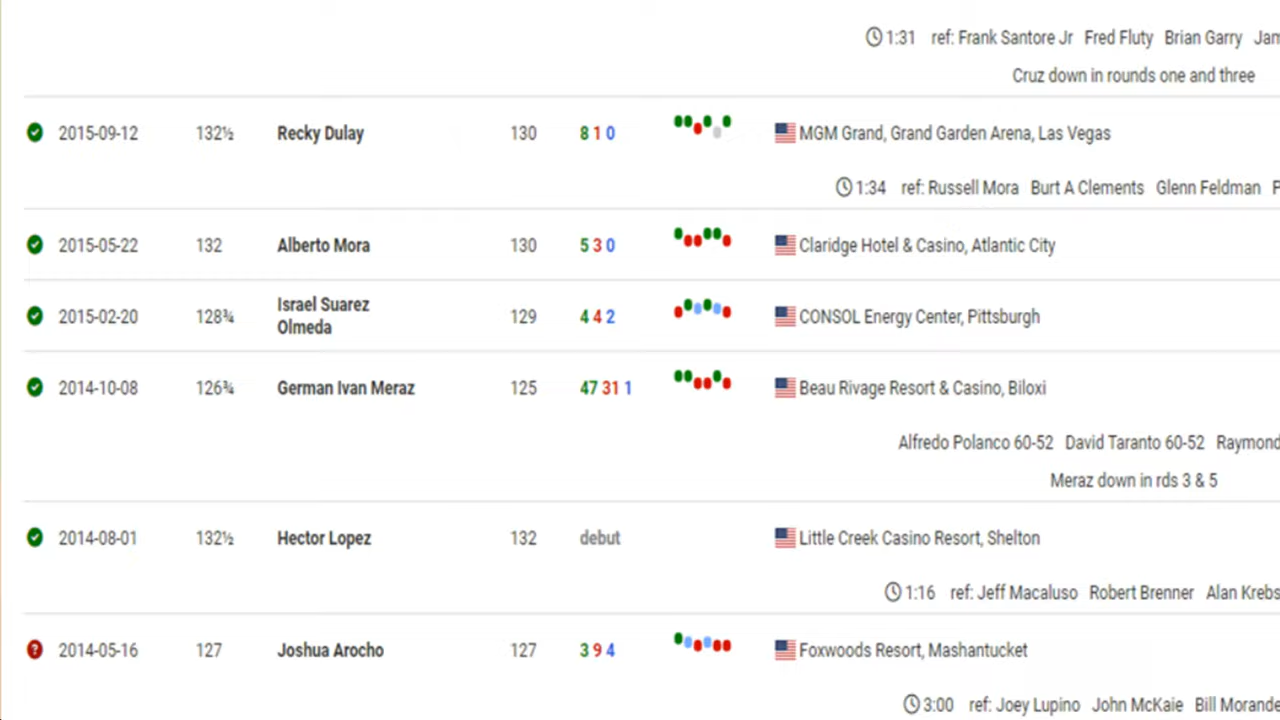 1:31 ref: Frank Santore Jr Fred Fluty Brian Garry Jam
Cruz down in rounds one and three
2015-09-12 132½ Recky Dulay 130 8 1 0 MGM Grand, Grand Garden Arena, Las Vegas
1:34 ref: Russell Mora Burt A Clements Glenn Feldman P
2015-05-22 132 Alberto Mora 130 5 3 0 Claridge Hotel & Casino, Atlantic City
2015-02-20 128¾ Israel Suarez Olmeda 129 4 4 2 CONSOL Energy Center, Pittsburgh
2014-10-08 126¾ German Ivan Meraz 125 47 31 1 Beau Rivage Resort & Casino, Biloxi
Alfredo Polanco 60-52 David Taranto 60-52 Raymond
Meraz down in rds 3 & 5
2014-08-01 132½ Hector Lopez 132 debut Little Creek Casino Resort, Shelton
1:16 ref: Jeff Macaluso Robert Brenner Alan Krebs
2014-05-16 127 Joshua Arocho 127 3 9 4 Foxwoods Resort, Mashantucket
3:00 ref: Joey Lupino John McKaie Bill Morande